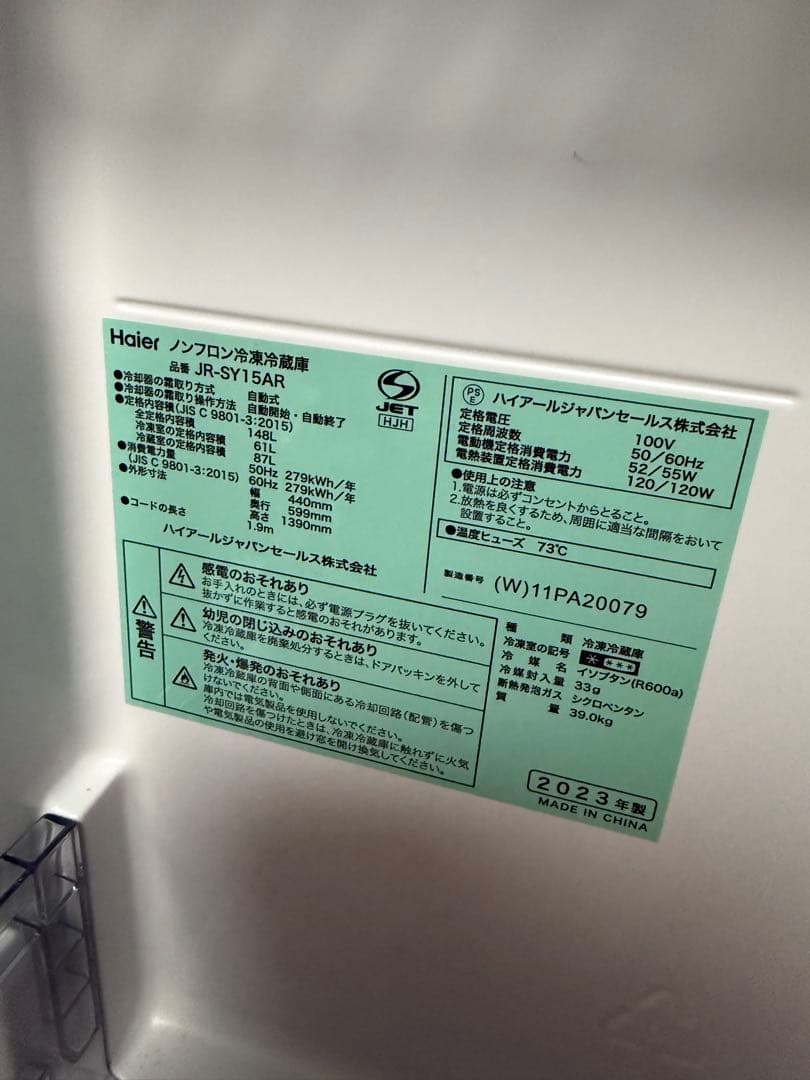 Haier ノンフロン冷凍冷蔵庫
品番 JR-SY15AR
●冷却器の霜取り方式 自動式
●冷却器の霜取り操作方法 自動開始・自動終了
●定格内容積(JIS C 9801-3:2015)
全定格内容積 148L
冷凍室の定格内容積 61L
冷蔵室の定格内容積 87L
●消費電力量 50Hz 279kWh/年
(JIS C 9801-3:2015) 60Hz 279kWh/年
●外形寸法 幅 440mm
奥行 599mm
高さ 1390mm
●コードの長さ 1.9m
ハイアールジャパンセールス株式会社
JET
HJH
PS
E
ハイアールジャパンセールス株式会社
定格電圧 100V
定格周波数 50/60Hz
電動機定格消費電力 52/55W
電熱装置定格消費電力 120/120W
●使用上の注意
1.電源は必ずコンセントからとること。
2.放熱を良くするため、周囲に適当な間隔をおいて
設置すること。
●温度ヒューズ 73℃
製造番号 (W)11PA20079
警告
感電のおそれあり
お手入れのときには、必ず電源プラグを抜いてください。
抜かずに作業すると感電のおそれがあります。
幼児の閉じ込みのおそれあり
冷凍冷蔵庫を廃棄処分するときは、ドアパッキンを外して
ください。
発火・爆発のおそれあり
冷凍冷蔵庫の背面や側面にある冷却回路(配管)を傷つ
けないでください。
庫内では電気製品を使用しないでください。
冷却回路を傷つけたときは、冷凍冷蔵庫に触れずに火気
や電気製品の使用を避け窓を開け換気してください。
種類 冷凍冷蔵庫
冷凍室の記号 * ***
冷媒名 イソブタン(R600a)
冷媒封入量 33g
断熱発泡ガス シクロペンタン
質量 39.0kg
2023年製
MADE IN CHINA